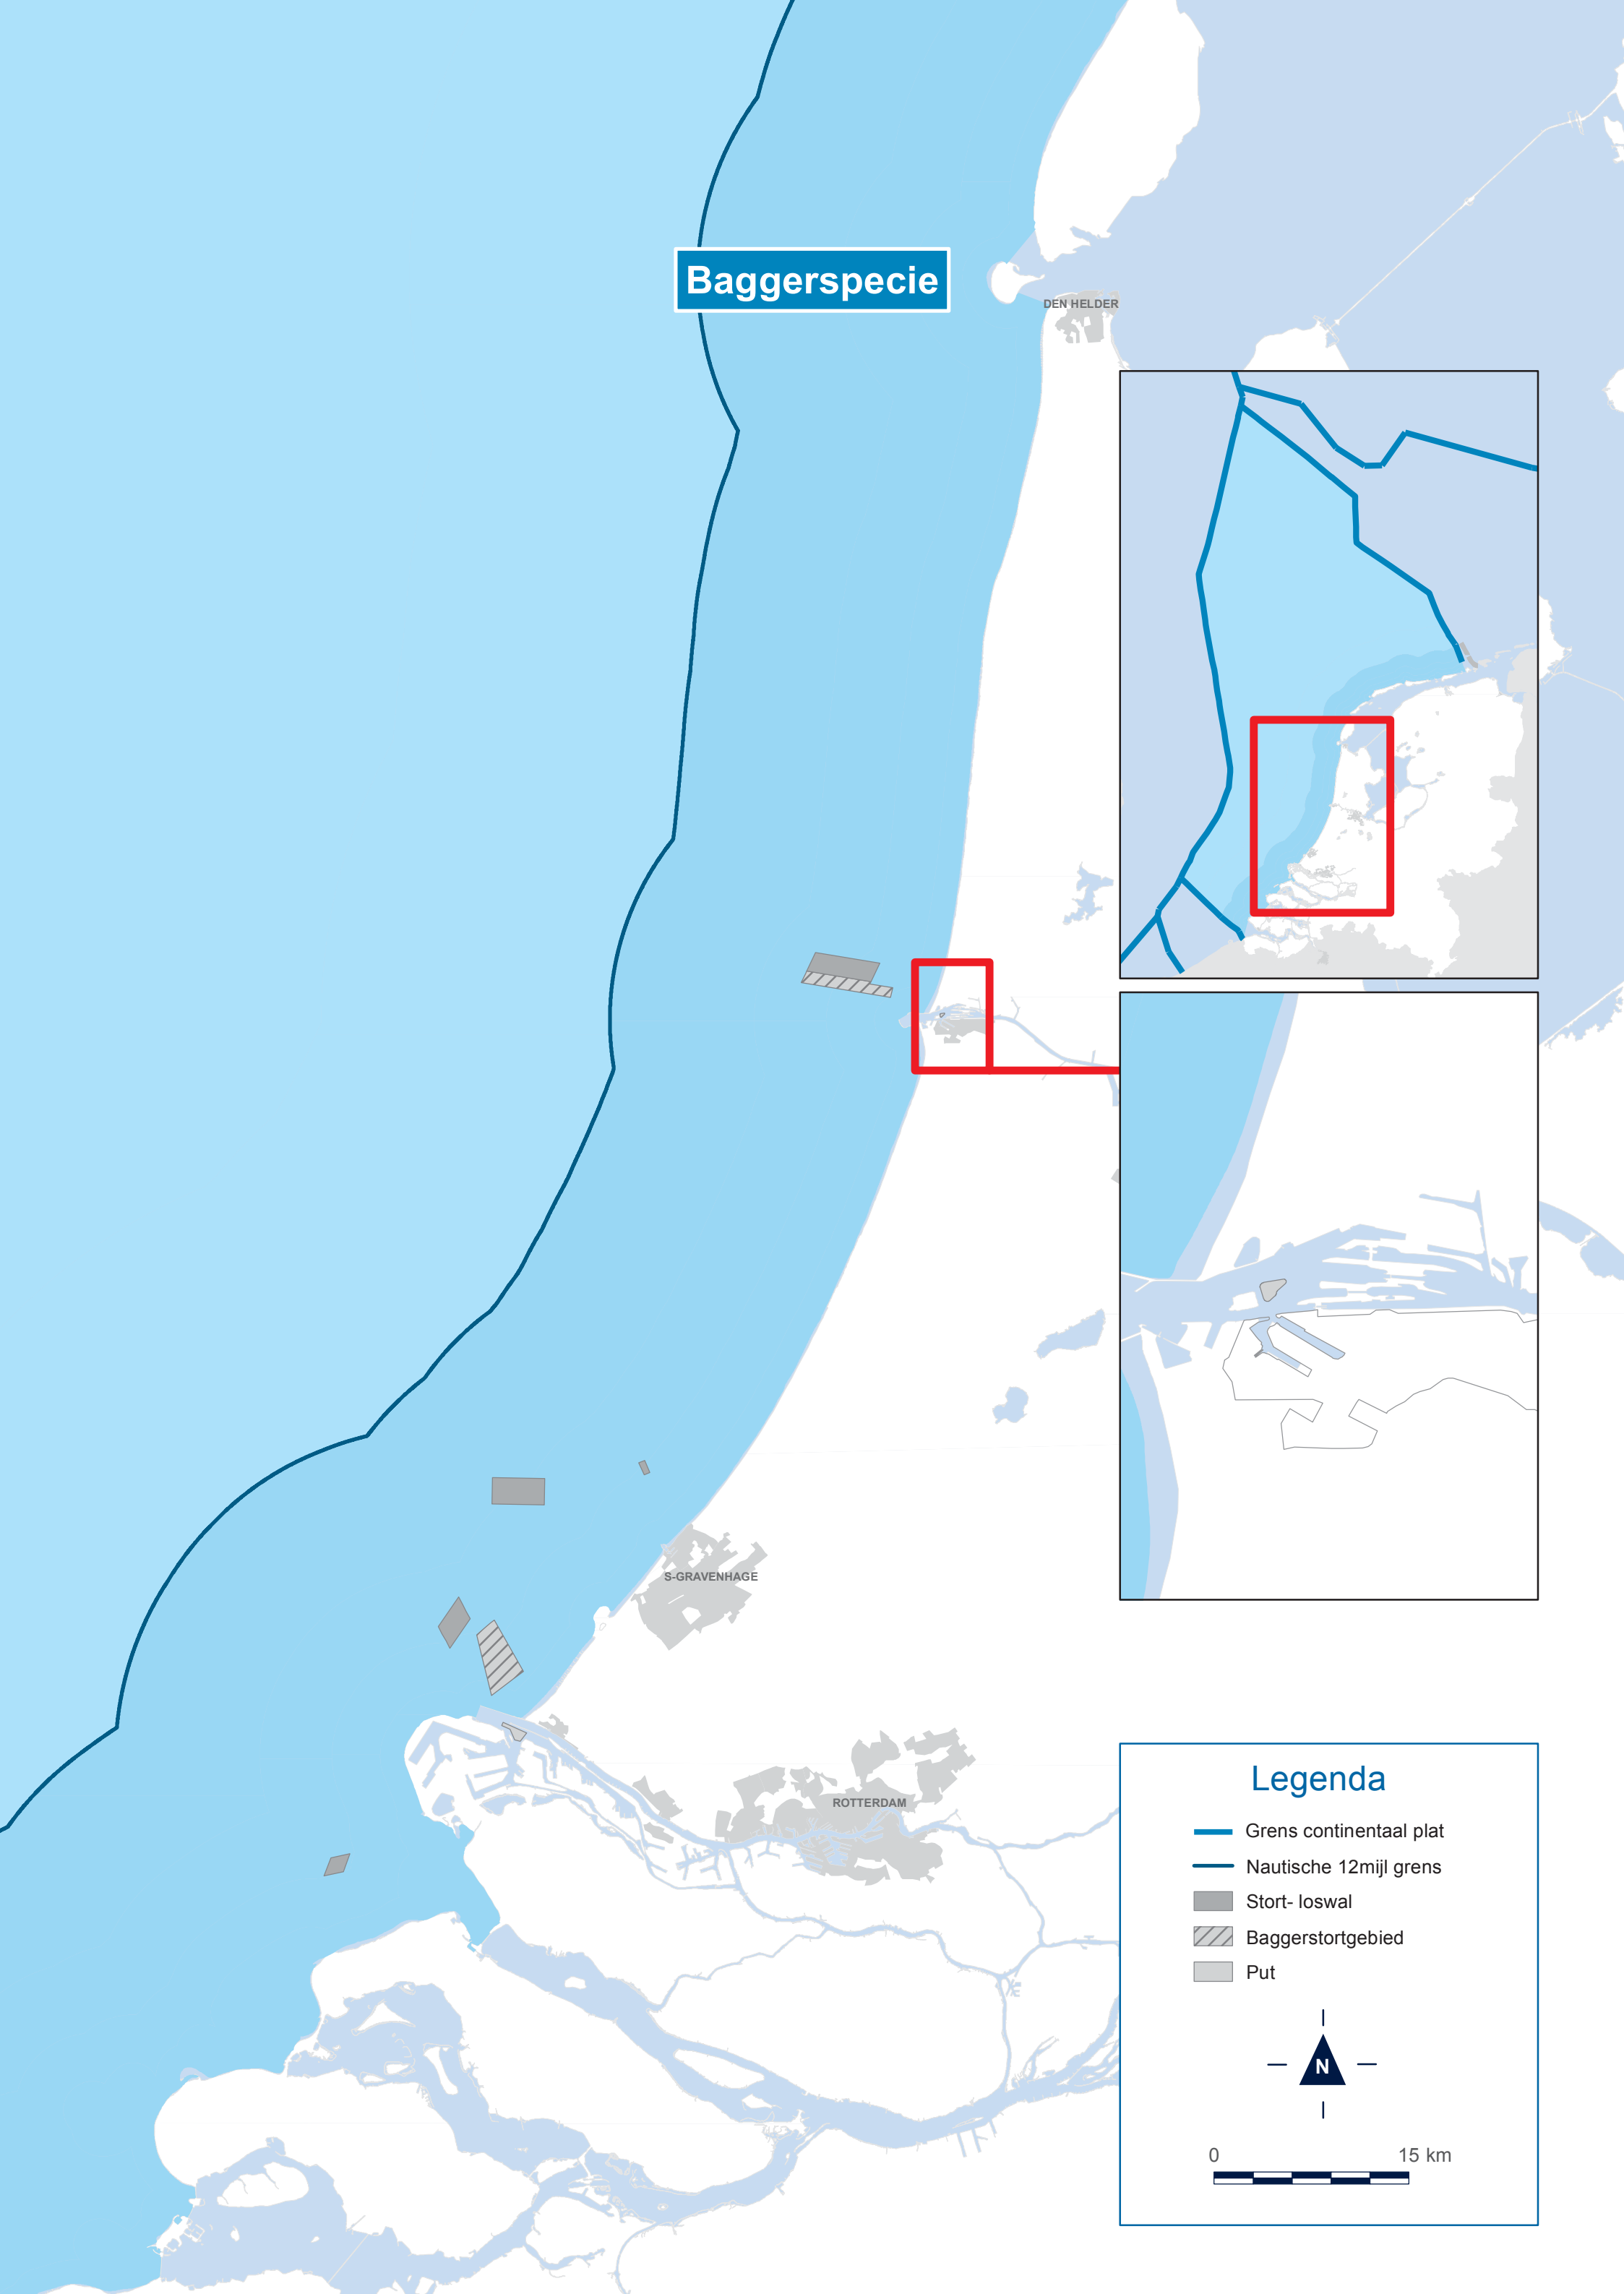 Baggerspecie
DEN HELDER
S-GRAVENHAGE
ROTTERDAM
Legenda
Grens continentaal plat
Nautische 12mijl grens
Stort- loswal
Baggerstortgebied
Put
N
0 15 km